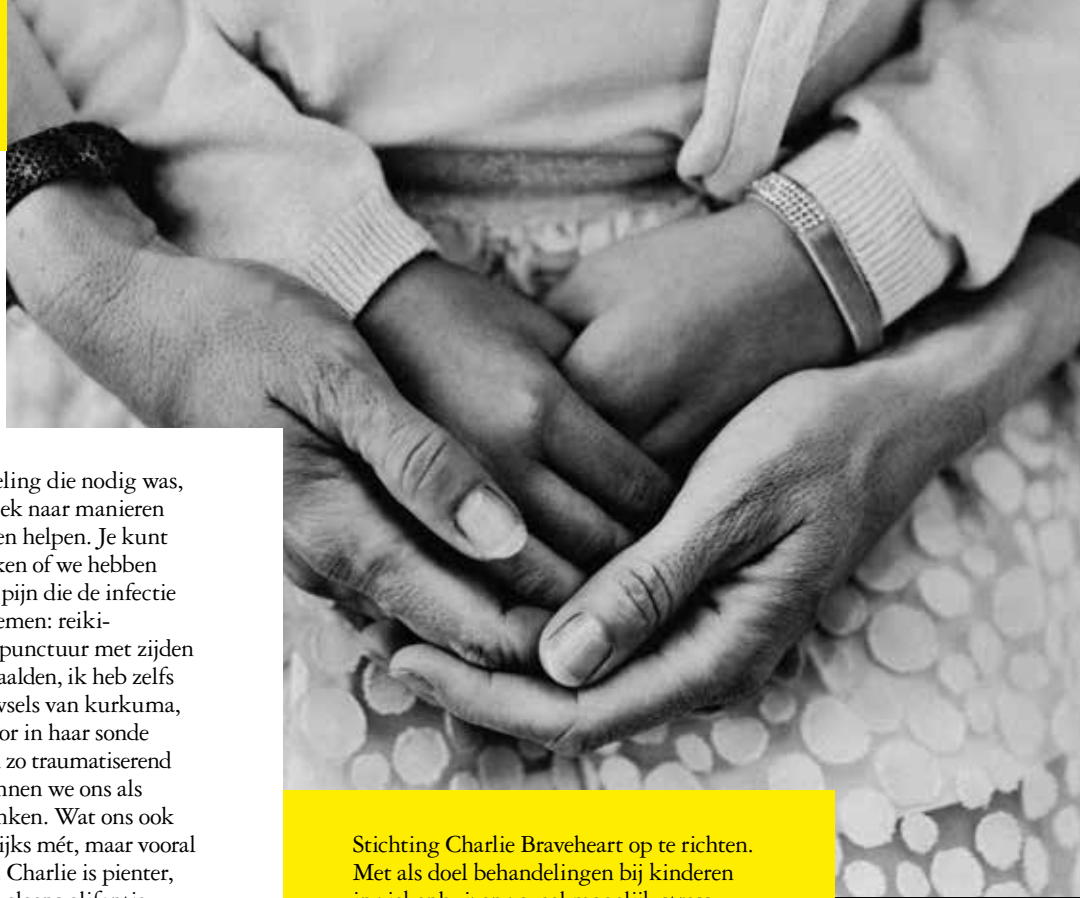 eling die nodig was,
ek naar manieren
en helpen. Je kunt
ken of we hebben
pijn die de infectie
emen: reiki-
punctuur met zijden
aalden, ik heb zelfs
wsels van kurkuma,
or in haar sonde
zo traumatiserend
nnen we ons als
nken. Wat ons ook
ijks mét, maar vooral
Charlie is pienter,
Stichting Charlie Braveheart op te richten.
Met als doel behandelingen bij kinderen